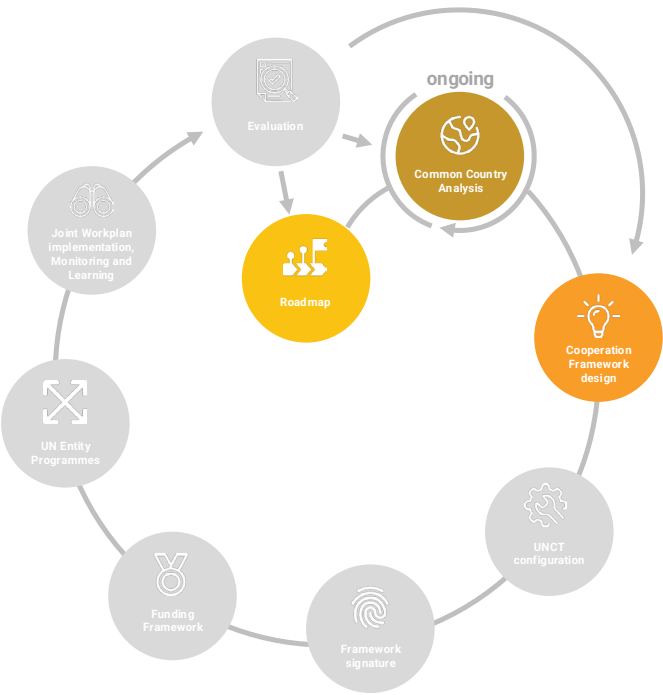 ongoing
Evaluation
Common Country
Analysis
Roadmap
Cooperation
Framework
design
UNCT
configuration
Framework
signature
Funding
Framework
UN Entity
Programmes
Joint Workplan
implementation,
Monitoring and
Learning